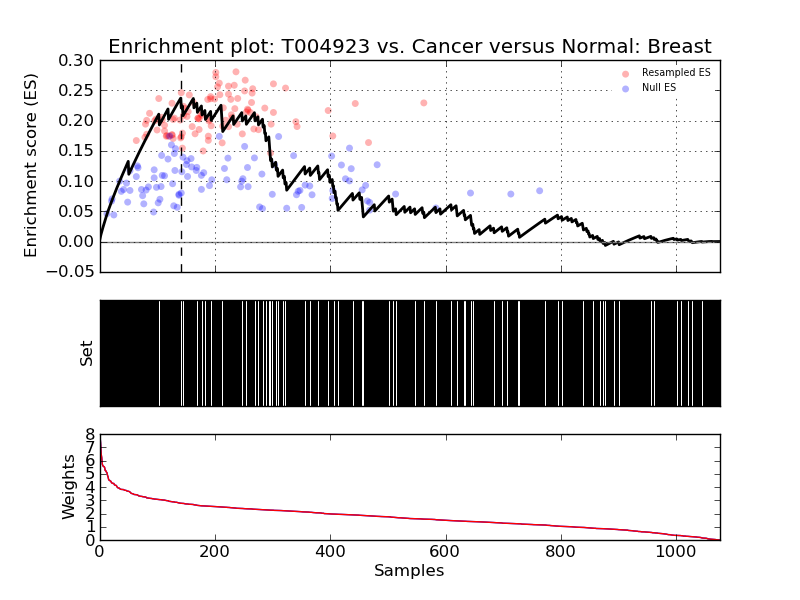 Enrichment plot: T004923 vs. Cancer versus Normal: Breast
Enrichment score (ES)
0.30
0.25
0.20
0.15
0.10
0.05
0.00
−0.05
Resampled ES
Null ES
Set
Weights
8
7
6
5
4
3
2
1
0
0 200 400 600 800 1000
Samples